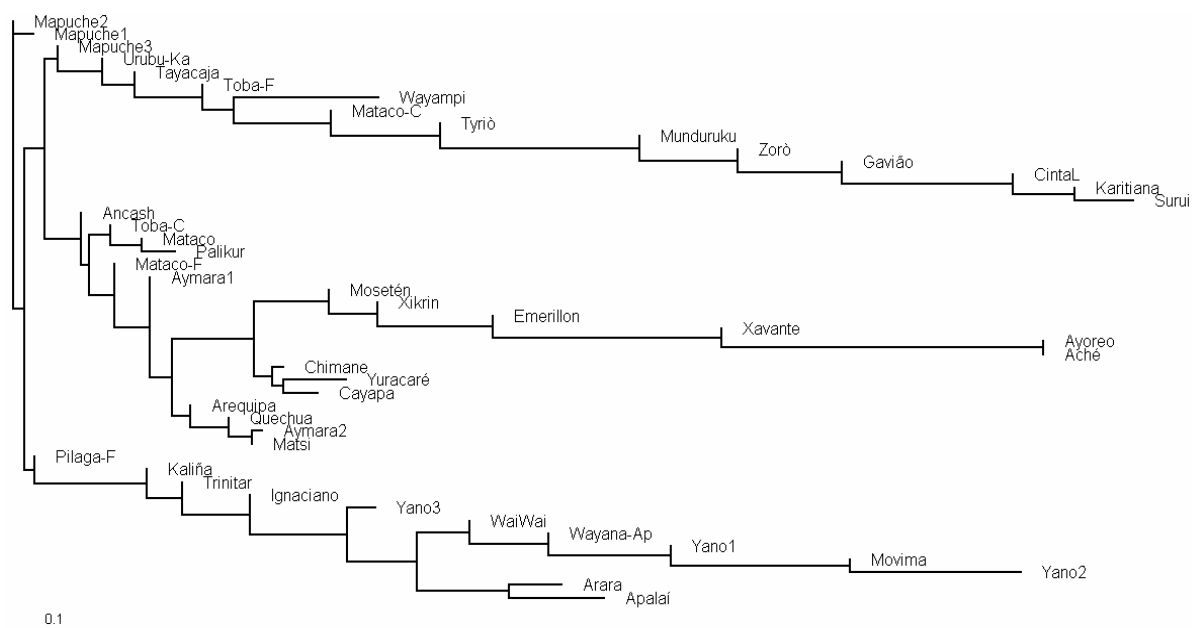 Mapuche2
Mapuche1
Mapuche3
Urubu-Ka
Tayacaja
Toba-F
Wayampi
Mataco-C
Tyriò
Munduruku
Zorò
Gavião
CintaL
Karitiana
Surui
Ancash
Toba-C
Mataco
Palikur
Mataco-F
Aymara1
Mosetén
Xikrin
Emerillon
Xavante
Ayoreo
Aché
Chimane
Yuracaré
Cayapa
Arequipa
Quechua
Aymara2
Matsi
Pilaga-F
Kaliña
Trinitar
Ignaciano
Yano3
WaiWai
Wayana-Ap
Yano1
Movima
Yano2
Arara
Apalaí
0.1